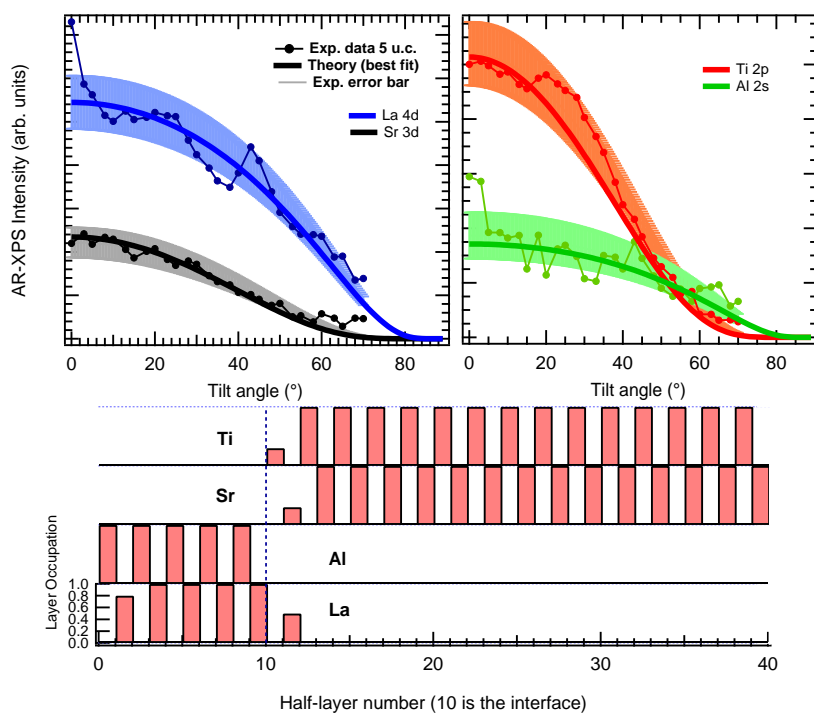 AR-XPS Intensity (arb. units)
Exp. data 5 u.c.
Theory (best fit)
Exp. error bar
La 4d
Sr 3d
Ti 2p
Al 2s
0 20 40 60 80
0 20 40 60 80
Tilt angle (°)
Tilt angle (°)
Ti
Sr
Al
La
Layer Occupation
1.0
0.8
0.6
0.4
0.2
0.0
0 10 20 30 40
Half-layer number (10 is the interface)